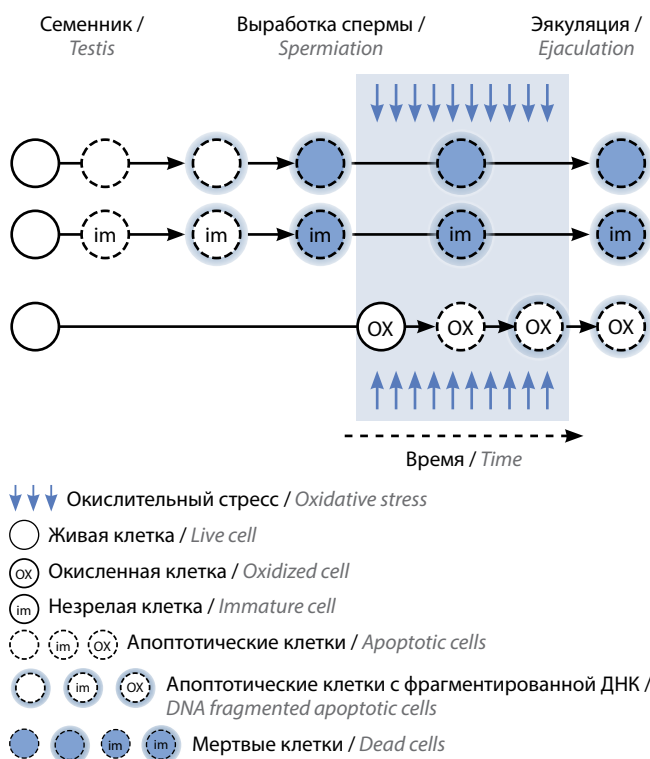 Семенник / Выработка спермы / Эякуляция /
Testis Spermiation Ejaculation
im im im im im
OX OX OX OX
Время / Time
Окислительный стресс / Oxidative stress
Живая клетка / Live cell
OX Окисленная клетка / Oxidized cell
im Незрелая клетка / Immature cell
im OX Апоптотические клетки / Apoptotic cells
im OX Апоптотические клетки с фрагментированной ДНК /
DNA fragmented apoptotic cells
im im Мертвые клетки / Dead cells